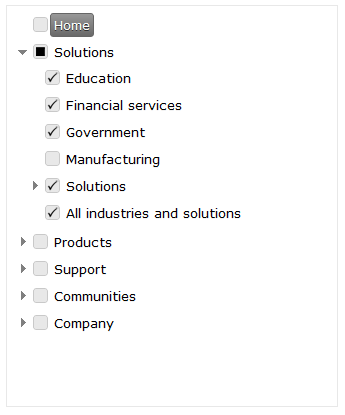 Home
Solutions
Education
Financial services
Government
Manufacturing
Solutions
All industries and solutions
Products
Support
Communities
Company